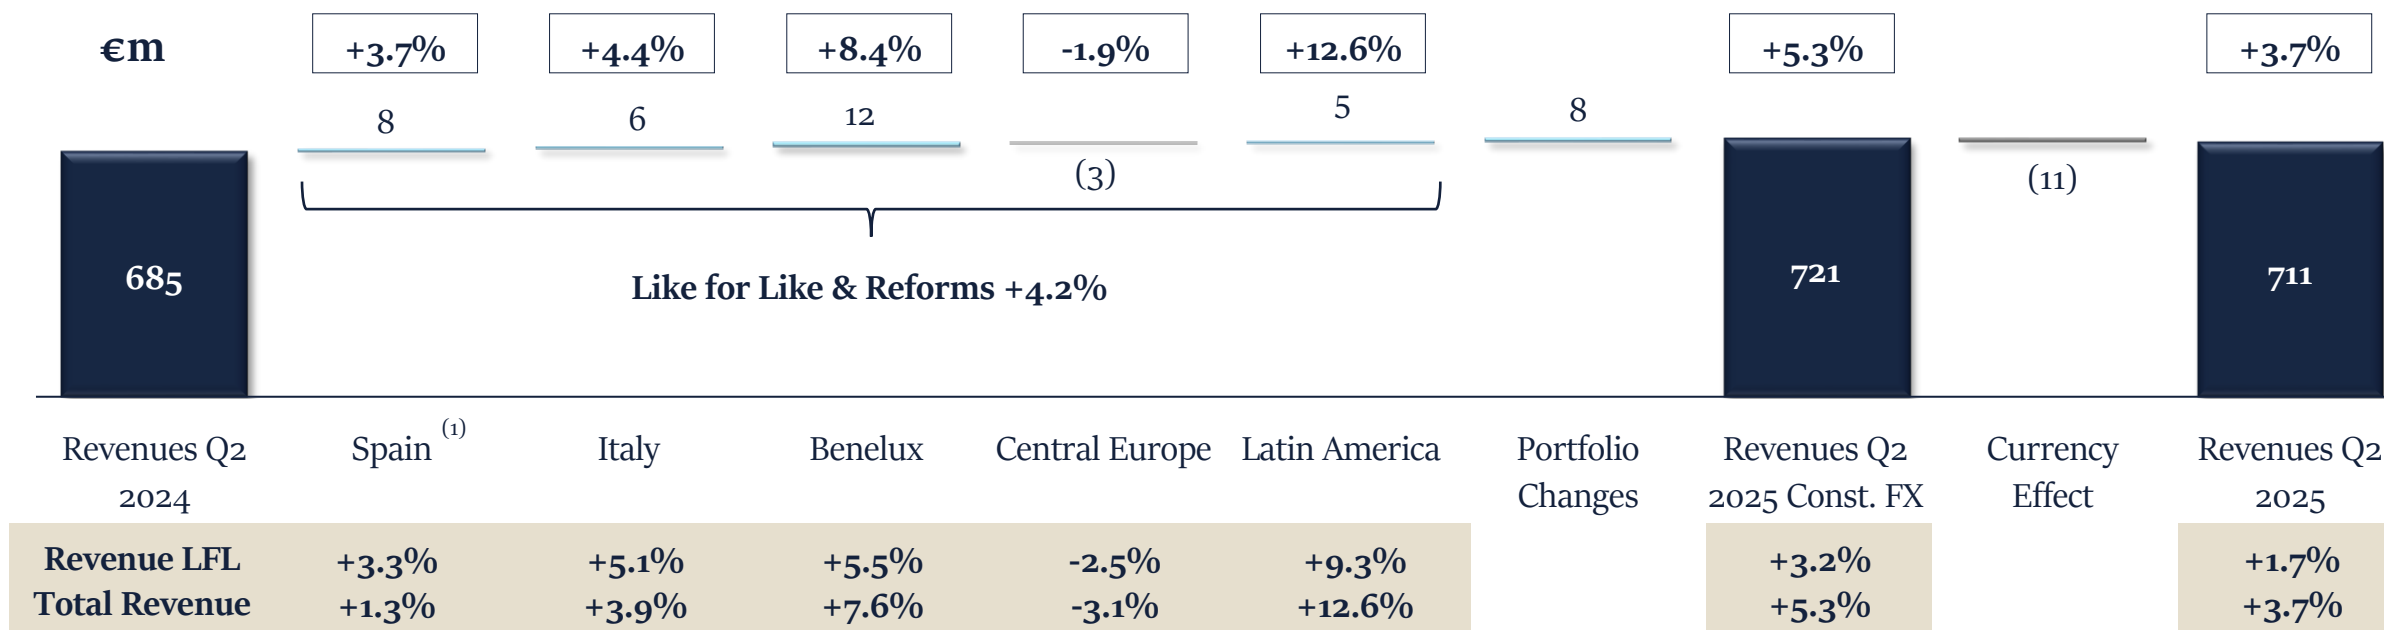 €m +3.7% +4.4% +8.4% -1.9% +12.6% +5.3% +3.7%
8 6 12 (3) 5 8 (11)
685 721 711
Like for Like & Reforms +4.2%
Revenues Q2 Spain (1) Italy Benelux Central Europe Latin America Portfolio Revenues Q2 Currency Revenues Q2
2024 Changes 2025 Const. FX Effect 2025
Revenue LFL +3.3% +5.1% +5.5% -2.5% +9.3% +3.2% +1.7%
Total Revenue +1.3% +3.9% +7.6% -3.1% +12.6% +5.3% +3.7%